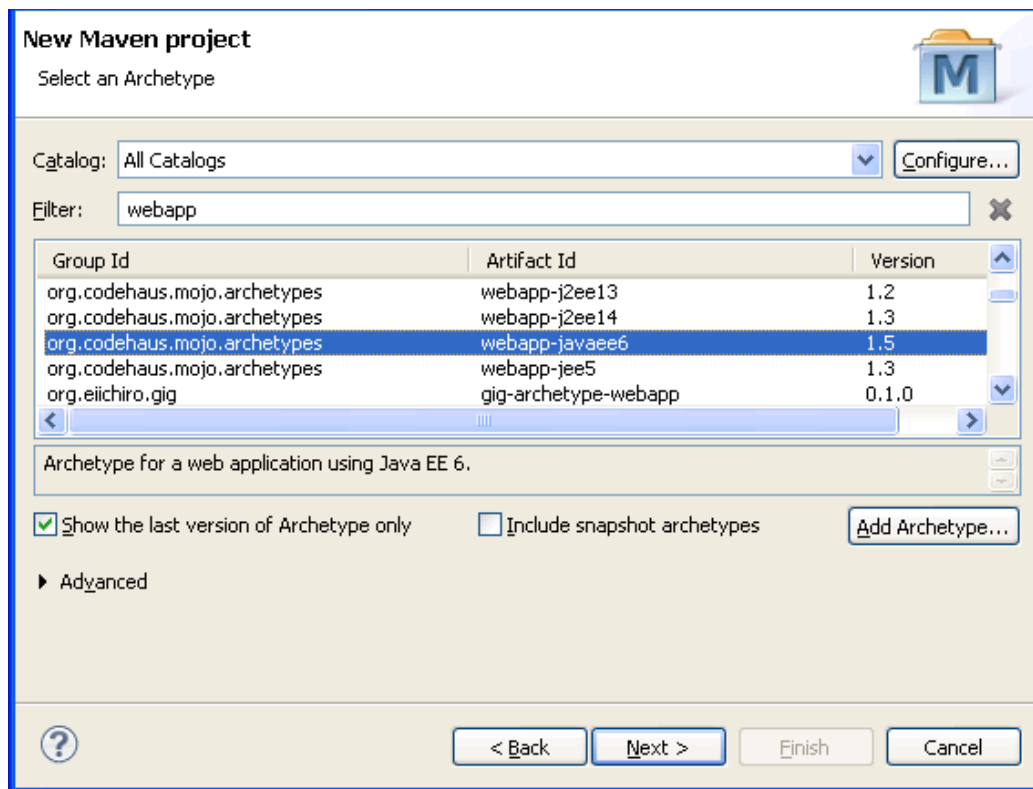 New Maven project
Select an Archetype
M
Catalog: All Catalogs Configure...
Filter: webapp
Group Id Artifact Id Version
org.codehaus.mojo.archetypes webapp-j2ee13 1.2
org.codehaus.mojo.archetypes webapp-j2ee14 1.3
org.codehaus.mojo.archetypes webapp-javaee6 1.5
org.codehaus.mojo.archetypes webapp-jee5 1.3
org.eiichiro.gig gig-archetype-webapp 0.1.0
Archetype for a web application using Java EE 6.
Show the last version of Archetype only Include snapshot archetypes Add Archetype...
Advanced
? < Back Next > Finish Cancel